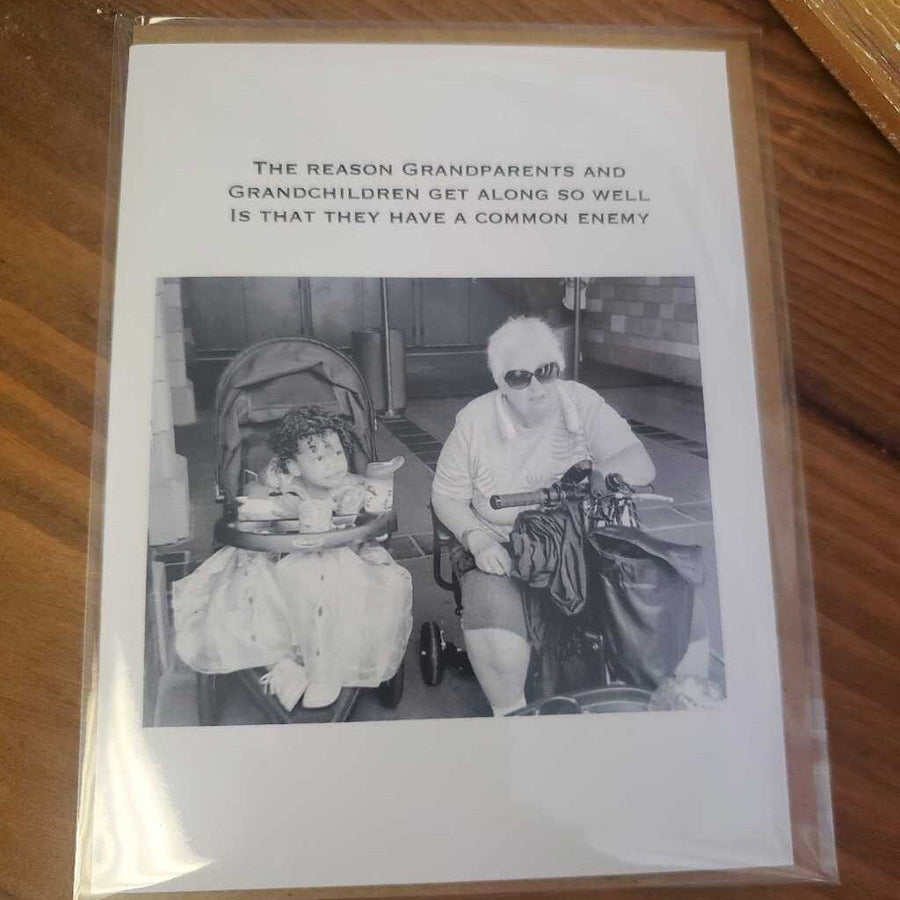 The reason Grandparents and
Grandchildren get along so well
Is that they have a common enemy